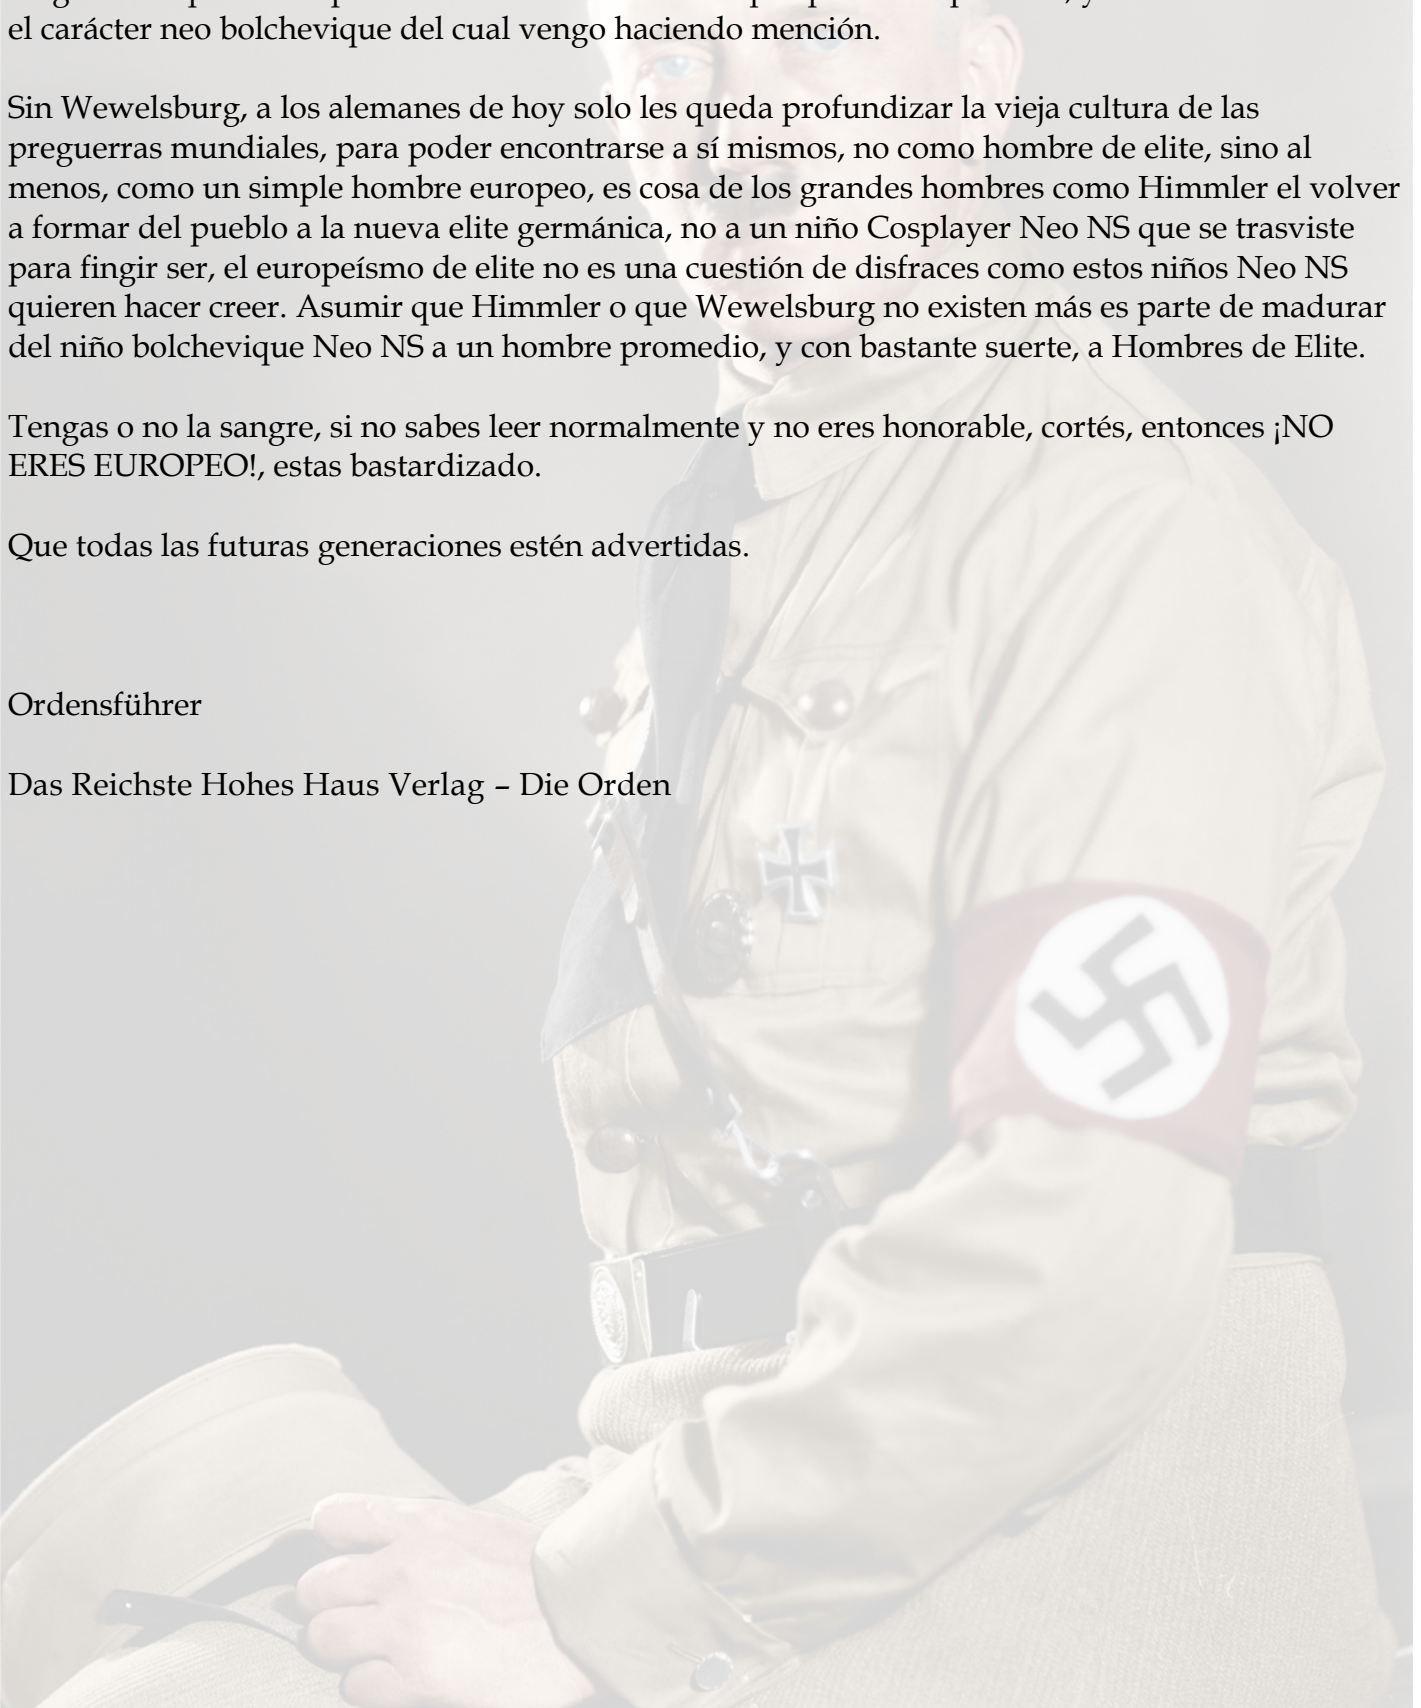 el carácter neo bolchevique del cual vengo haciendo mención.
Sin Wewelsburg, a los alemanes de hoy solo les queda profundizar la vieja cultura de las
preguerras mundiales, para poder encontrarse a sí mismos, no como hombre de elite, sino al
menos, como un simple hombre europeo, es cosa de los grandes hombres como Himmler el volver
a formar del pueblo a la nueva elite germánica, no a un niño Cosplayer Neo NS que se trasviste
para fingir ser, el europeísmo de elite no es una cuestión de disfraces como estos niños Neo NS
quieren hacer creer. Asumir que Himmler o que Wewelsburg no existen más es parte de madurar
del niño bolchevique Neo NS a un hombre promedio, y con bastante suerte, a Hombres de Elite.
Tengas o no la sangre, si no sabes leer normalmente y no eres honorable, cortés, entonces ¡NO
ERES EUROPEO!, estas bastardizado.
Que todas las futuras generaciones estén advertidas.
Ordensführer
Das Reichste Hohes Haus Verlag – Die Orden